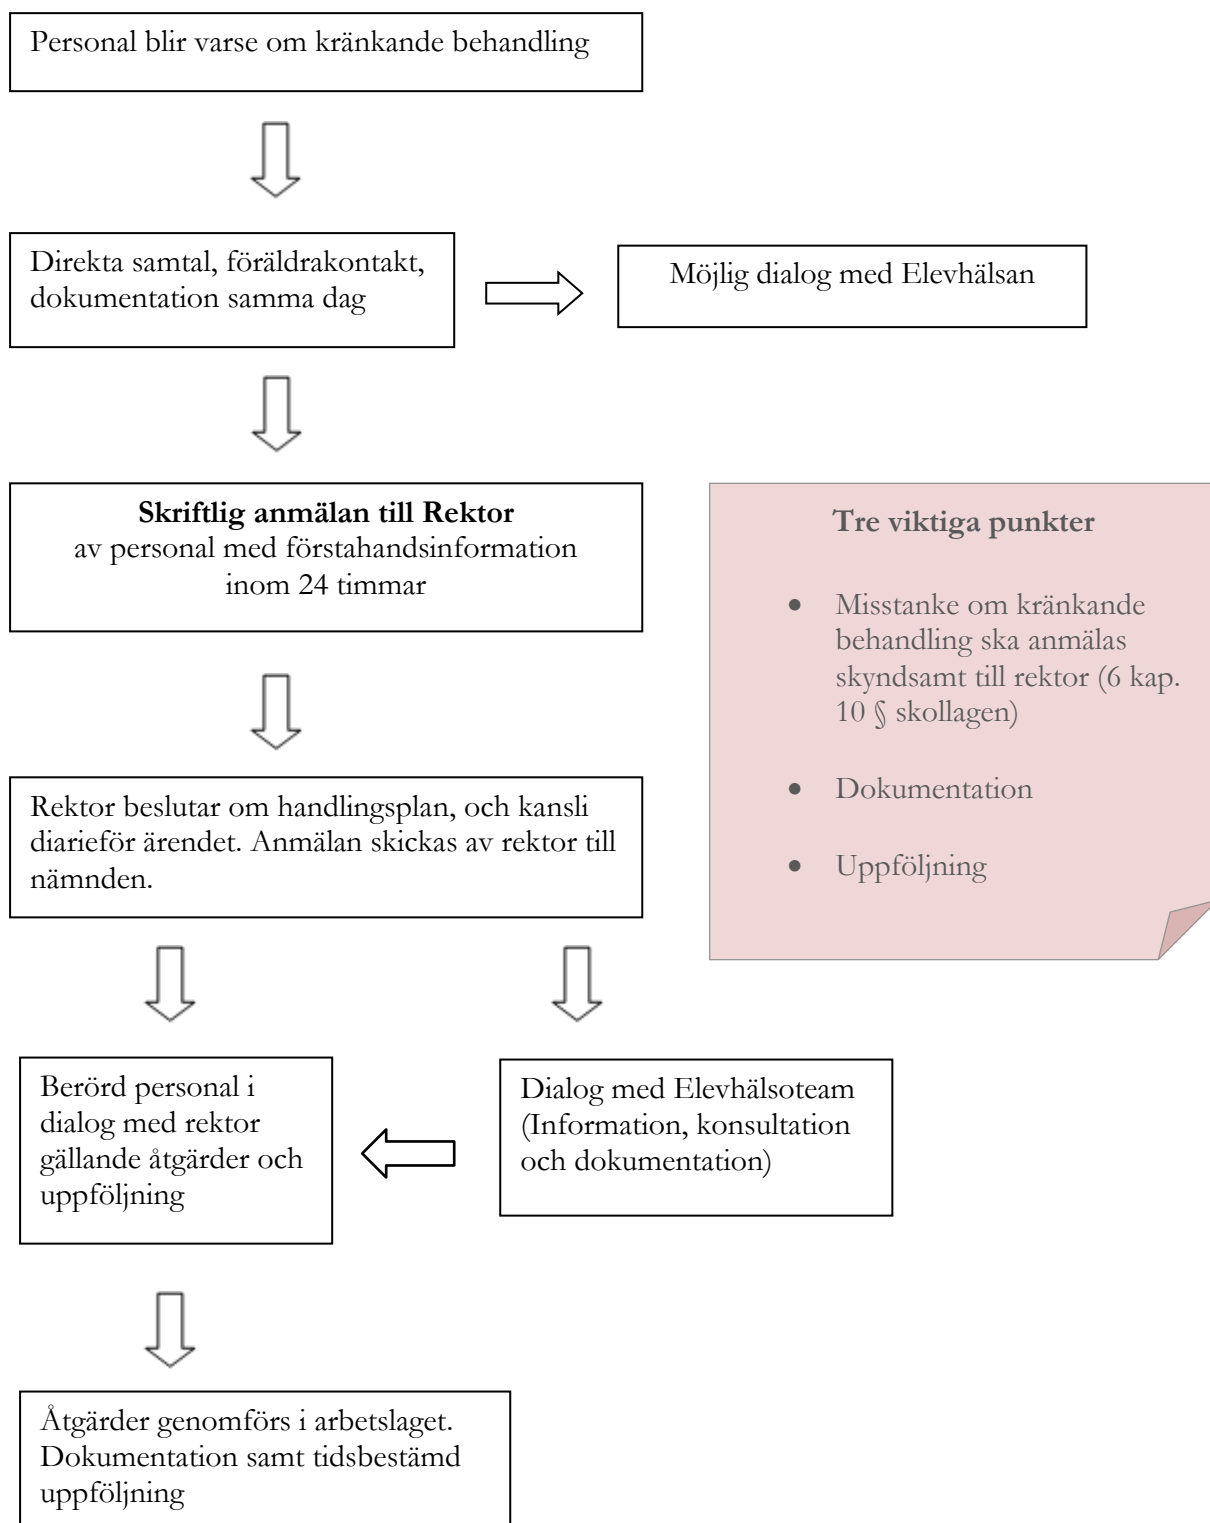 Personal blir varse om kränkande behandling
Direkta samtal, föräldrakontakt,
dokumentation samma dag
Möjlig dialog med Elevhälsan
Skriftlig anmälan till Rektor
av personal med förstahandsinformation
inom 24 timmar
Tre viktiga punkter
• Misstanke om kränkande
behandling ska anmälas
skyndsamt till rektor (6 kap.
10 § skollagen)
• Dokumentation
• Uppföljning
Rektor beslutar om handlingsplan, och kansli
diarieför ärendet. Anmälan skickas av rektor till
nämnden.
Berörd personal i
dialog med rektor
gällande åtgärder och
uppföljning
Dialog med Elevhälsoteam
(Information, konsultation
och dokumentation)
Åtgärder genomförs i arbetslaget.
Dokumentation samt tidsbestämd
uppföljning